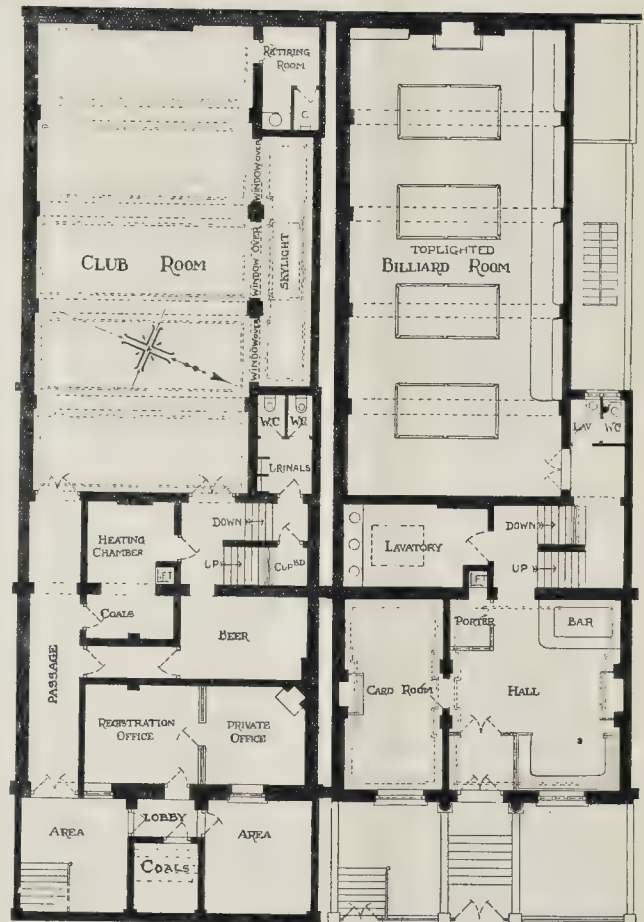 RETIRING
ROOM
WINDOW OVER
WINDOW OVER
WINDOW OVER
SKYLIGHT
CLUB ROOM
W.C
W.C
URINALS
HEATING
CHAMBER
DOWN
UP
CUPBD
LIFT
COALS
BEER
PASSAGE
REGISTRATION
OFFICE
PRIVATE
OFFICE
AREA
LOBBY
AREA
COALS
TOPLIGHTED
BILLIARD ROOM
LAV
WC
LAVATORY
DOWN
UP
LIFT
PORTER
BAR
CARD ROOM
HALL